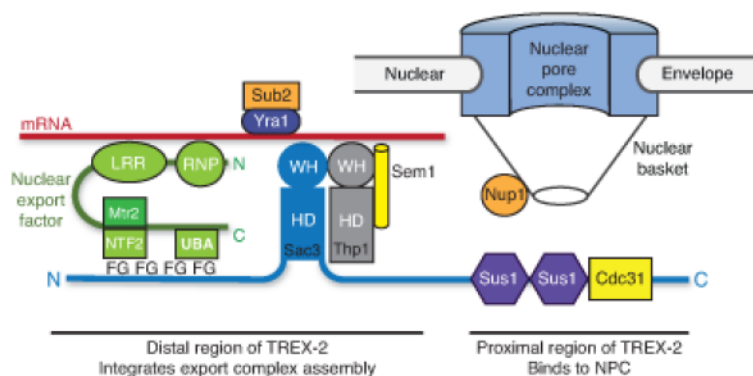 Nuclear
Nuclear
pore
complex
Envelope
Sub2
Yra1
mRNA
LRR
RNP
N
WH
WH
Sem1
Nuclear
basket
Nup1
Nuclear
export
factor
Mtr2
NTF2
UBA
C
HD
Sac3
HD
Thp1
FG FG FG FG
N
Sus1
Sus1
Cdc31
C
Distal region of TREX-2
Integrates export complex assembly
Proximal region of TREX-2
Binds to NPC